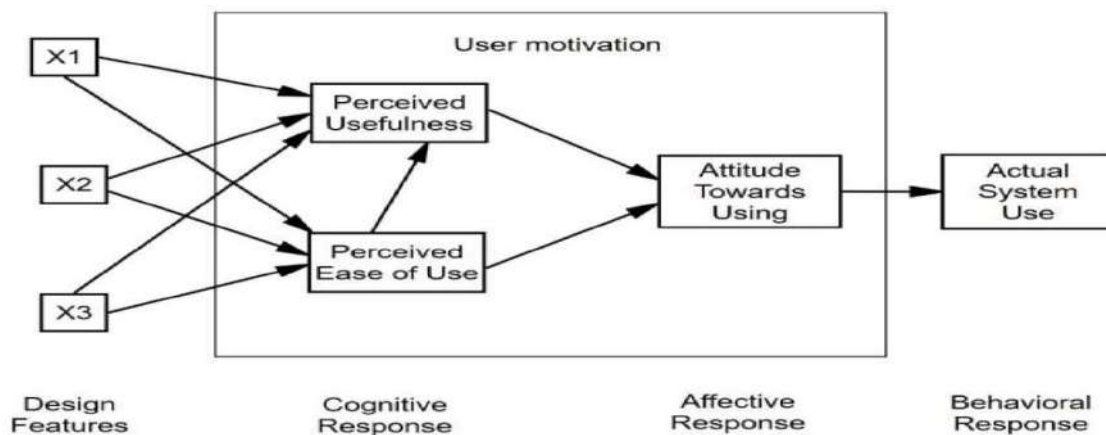 User motivation
X1
Perceived
Usefulness
X2
Attitude
Towards
Using
Actual
System
Use
Perceived
Ease of Use
X3
Design
Features
Cognitive
Response
Affective
Response
Behavioral
Response